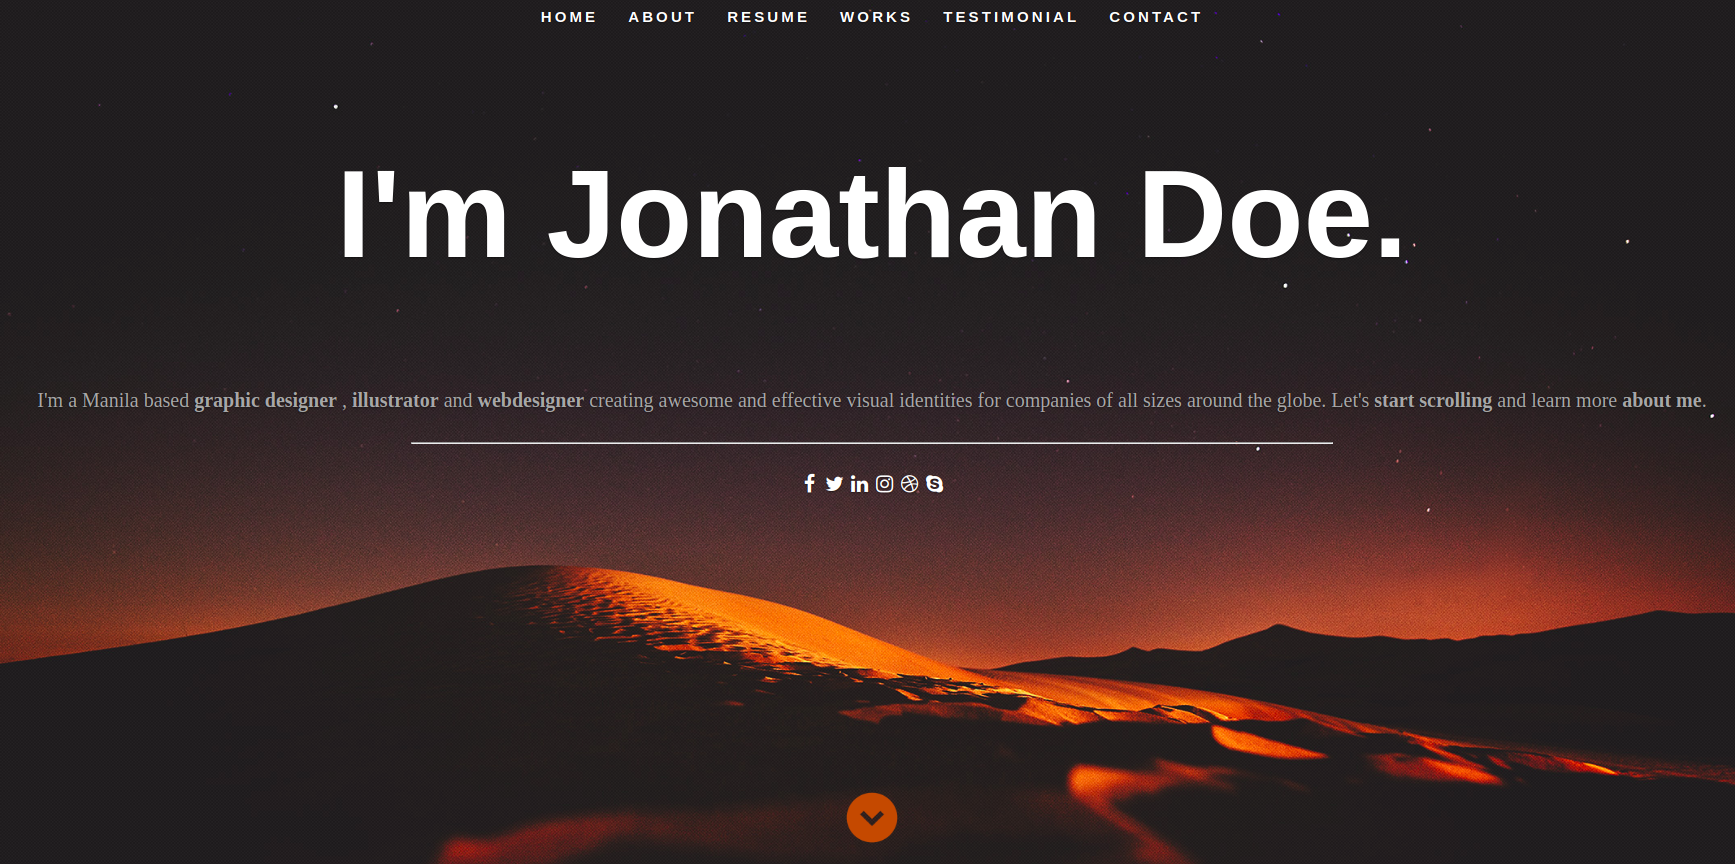 HOME ABOUT RESUME WORKS TESTIMONIAL CONTACT
I'm Jonathan Doe.
I'm a Manila based graphic designer , illustrator and webdesigner creating awesome and effective visual identities for companies of all sizes around the globe. Let's start scrolling and learn more about me.